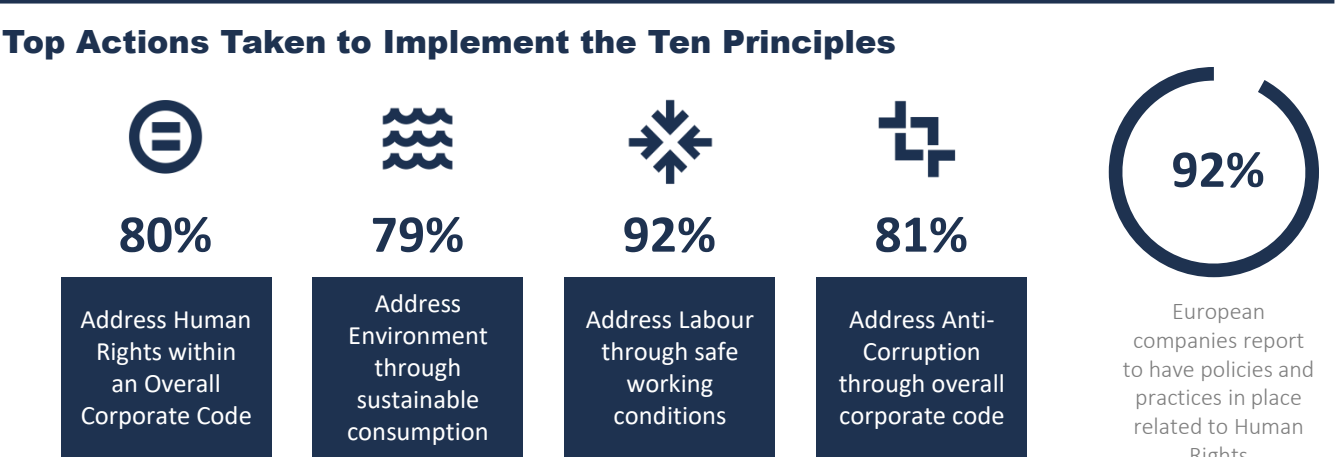 Top Actions Taken to Implement the Ten Principles
80%
Address Human
Rights within
an Overall
Corporate Code
79%
Address
Environment
through
sustainable
consumption
92%
Address Labour
through safe
working
conditions
81%
Address Anti-
Corruption
through overall
corporate code
92%
European
companies report
to have policies and
practices in place
related to Human
Rights